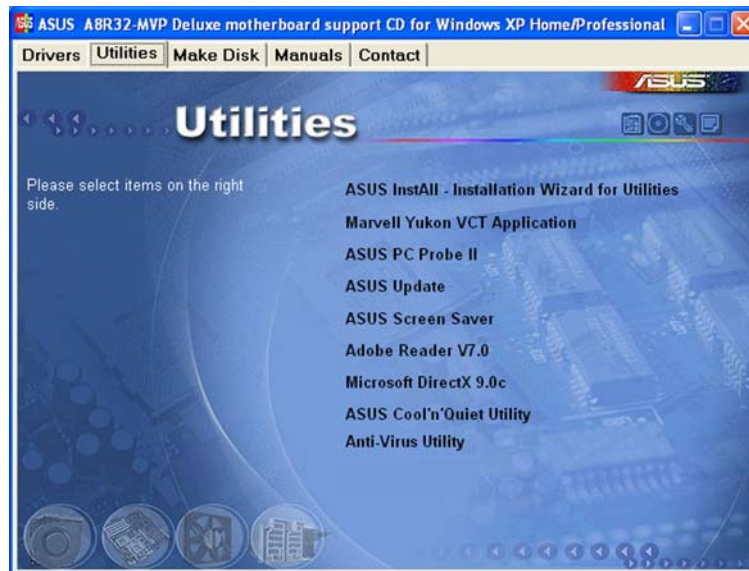 ASUS A8R32-MVP Deluxe motherboard support CD for Windows XP Home/Professional
Drivers Utilities Make Disk Manuals Contact
ASUS
Utilities
Please select items on the right
side.
ASUS InstAll - Installation Wizard for Utilities
Marvell Yukon VCT Application
ASUS PC Probe II
ASUS Update
ASUS Screen Saver
Adobe Reader V7.0
Microsoft DirectX 9.0c
ASUS Cool'n'Quiet Utility
Anti-Virus Utility